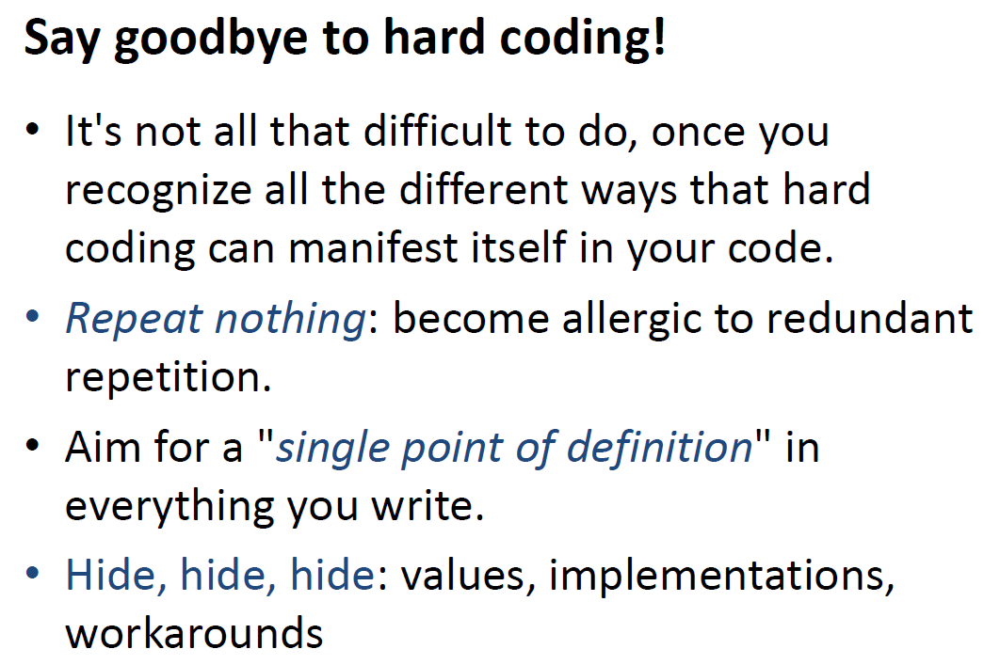 Say goodbye to hard coding!
• It's not all that difficult to do, once you
recognize all the different ways that hard
coding can manifest itself in your code.
• Repeat nothing: become allergic to redundant
repetition.
• Aim for a "single point of definition" in
everything you write.
• Hide, hide, hide: values, implementations,
workarounds